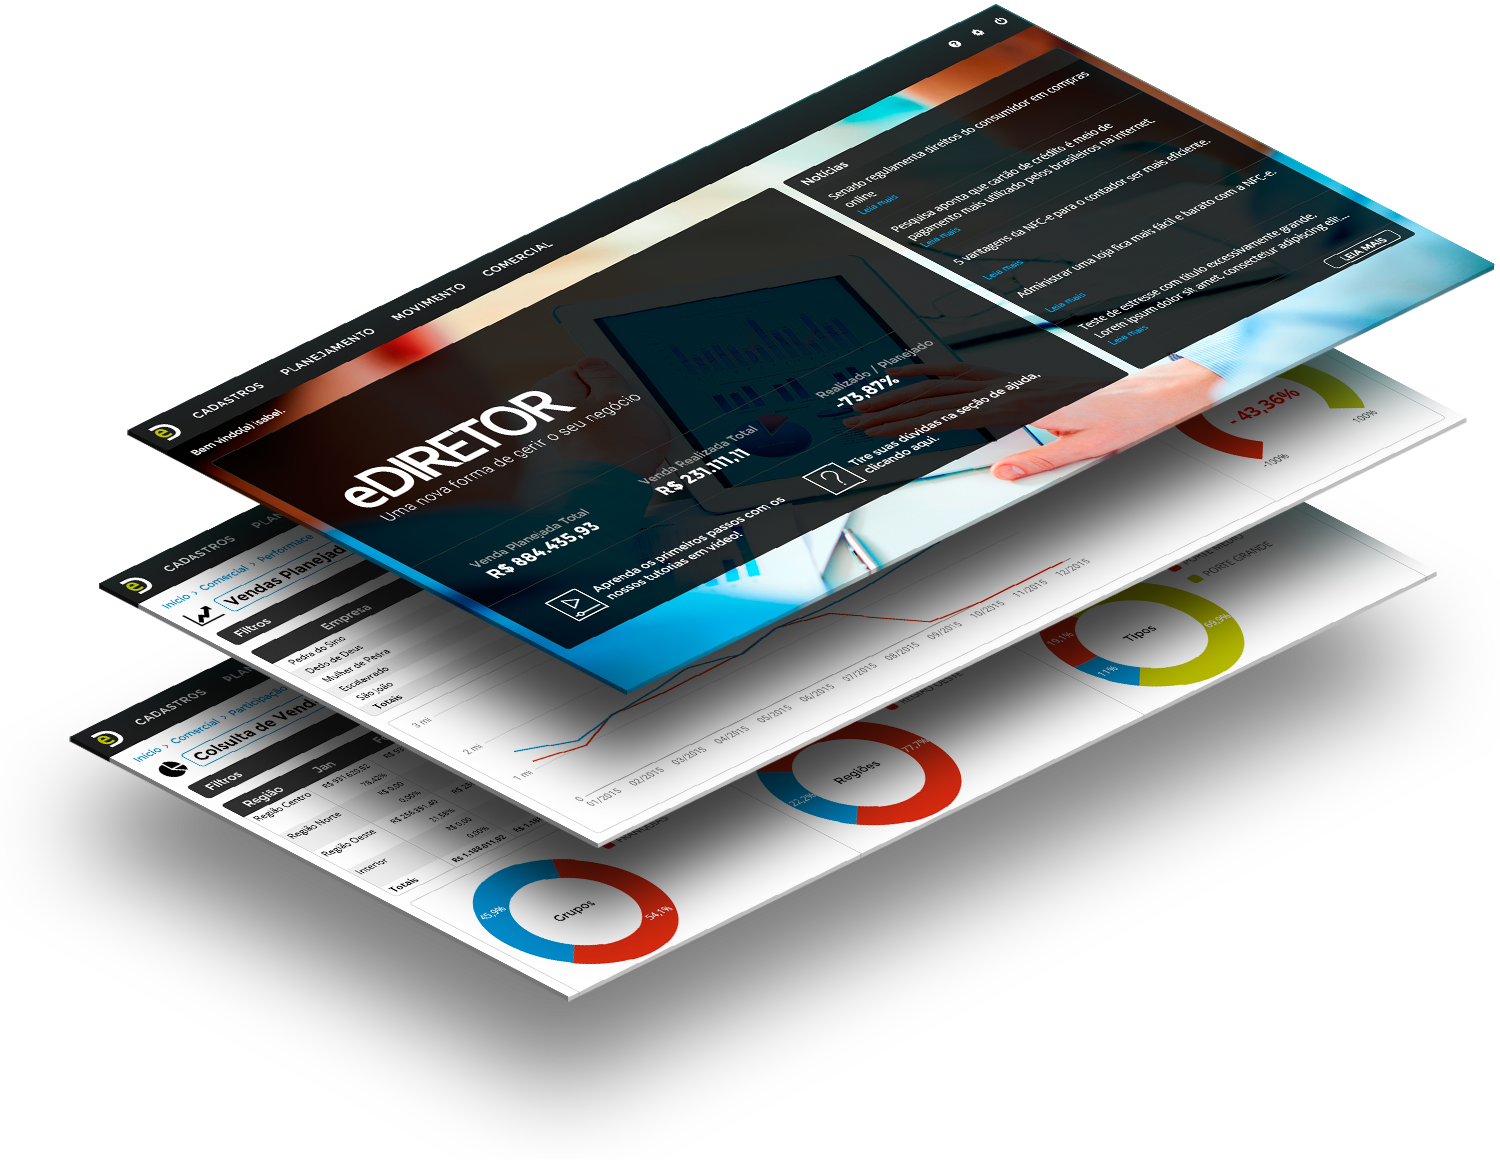 CADASTROS
PLANEJAMENTO
MOVIMENTO
COMERCIAL
Bem vindo(a) Isabel.
eDIRETOR
Uma nova forma de gerir o seu negócio
Venda Planejada Total
R$ 884.435,93
Venda Realizada Total
R$ 231.111,11
Realizado / Planejado
-73,87%
Aprenda os primeiros passos com os
nossos tutorias em vídeo!
Tire suas dúvidas na seção de ajuda,
clicando aqui.
Notícias
Senado regulamenta direitos do consumidor em compras
online
Leia mais
Pesquisa aponta que cartão de crédito é meio de
pagamento mais utilizado pelos brasileiros na internet.
Leia mais
5 vantagens da NFC-e para o contador ser mais eficiente.
Leia mais
Administrar uma loja fica mais fácil e barato com a NFC-e.
Leia mais
Teste de estresse com título excessivamente grande,
Lorem ipsum dolor sit amet, consectetur adipiscing elit....
Leia mais
LEIA MAIS
CADASTROS
Início > Comercial > Performace
Vendas Planejad
Filtros
Empresa
Pedra do Sino
Dedo de Deus
Mulher de Pedra
Escalavrado
São joão
Totais
3 mi
2 mi
1 mi
0
01/2015
02/2015
03/2015
04/2015
05/2015
06/2015
07/2015
08/2015
09/2015
10/2015
11/2015
12/2015
- 43,36%
-100%
100%
CADASTROS
Início > Comercial > Participação
Colsulta de Vend
Filtros
Região
Jan
Região Centro
R$ 931.620,52
78,42%
Região Norte
R$ 0,00
0,00%
Região Oeste
R$ 256.391,40
21,58%
Interior
R$ 0,00
0,00%
Totais
R$ 1.188.011,92
Grupos
45,9%
54,1%
Regiões
22,2%
77,7%
Tipos
19,1%
11%
69,9%
PORTE GRANDE